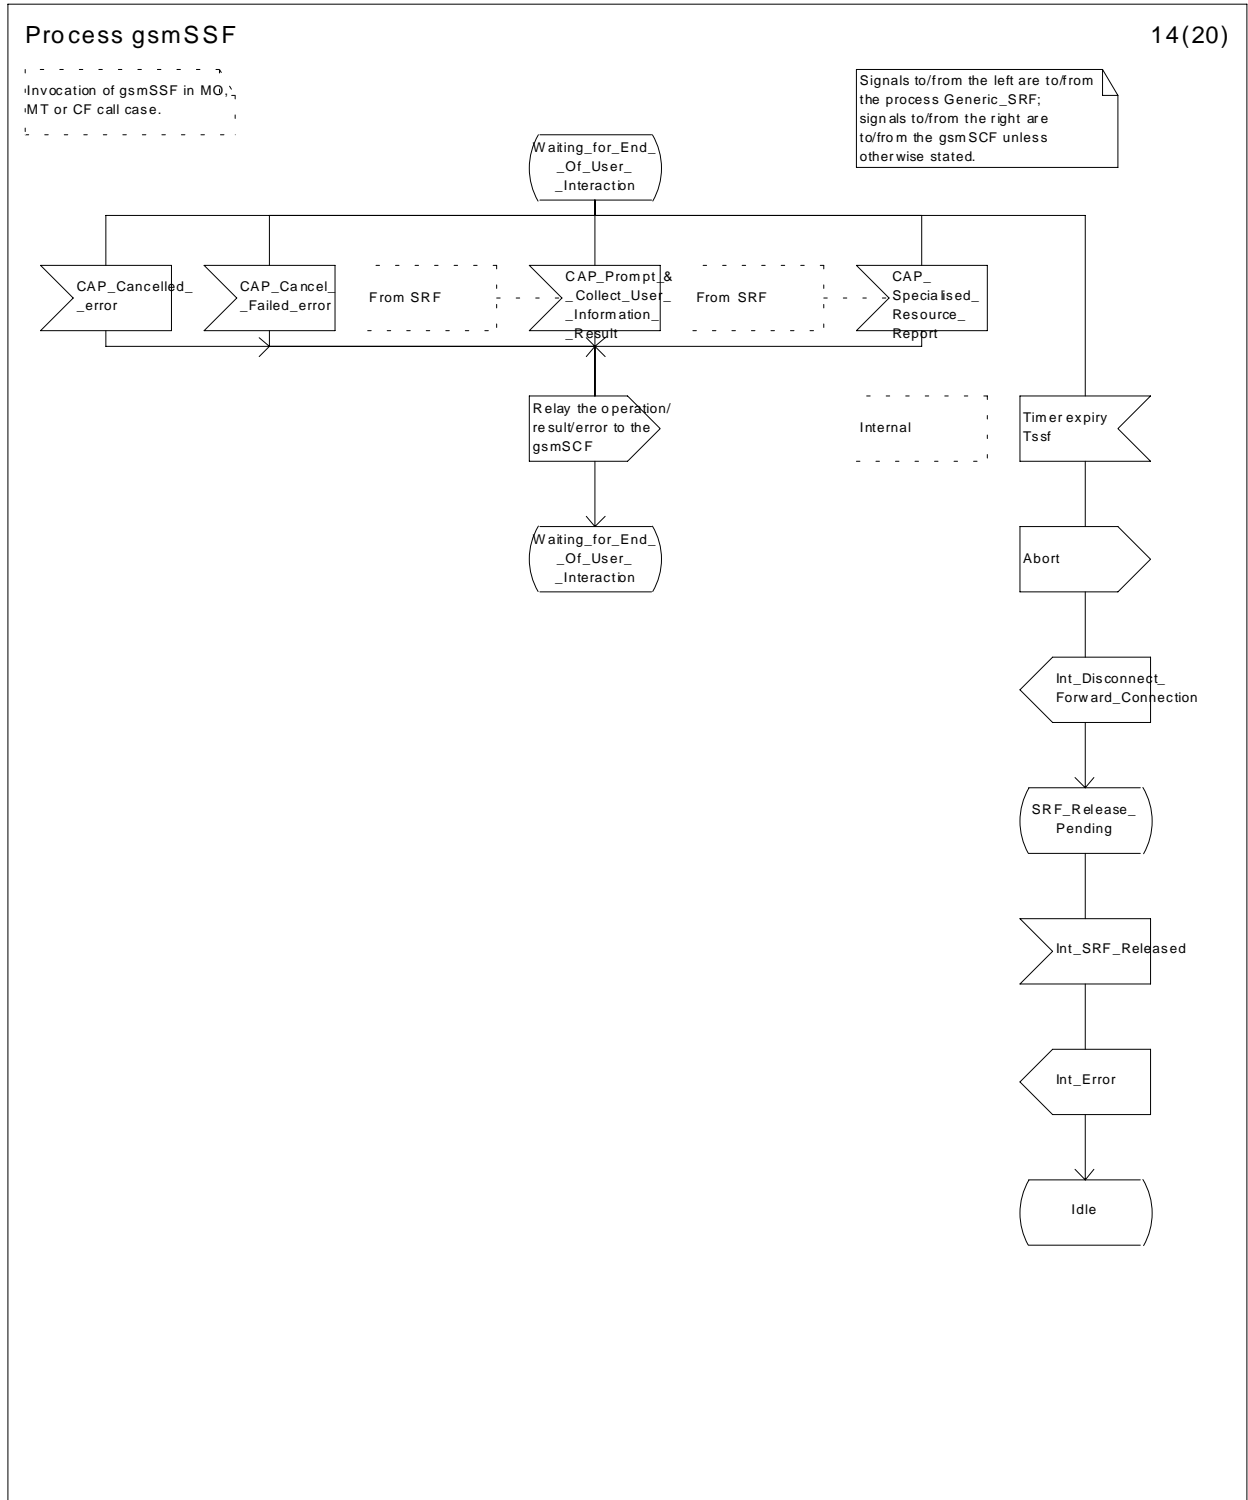 Process gsmSSF
14(20)
Invocation of gsmSSF in MO,
MT or CF call case.
Signals to/from the left are to/from
the process Generic_SRF;
signals to/from the right are
to/from the gsmSCF unless
otherwise stated.
Waiting_for_End_
_Of_User_
_Interaction
CAP_Cancelled_
_error
CAP_Cancel_
_Failed_error
From SRF
CAP_Prompt_&
_Collect_User_
_Information_
_Result
From SRF
CAP_
Specialised_
Resource_
Report
Relay the operation/
result/error to the
gsmSCF
Internal
Timer expiry
Tssf
Waiting_for_End_
_Of_User_
_Interaction
Abort
Int_Disconnect_
Forward_Connection
SRF_Release_
Pending
Int_SRF_Released
Int_Error
Idle